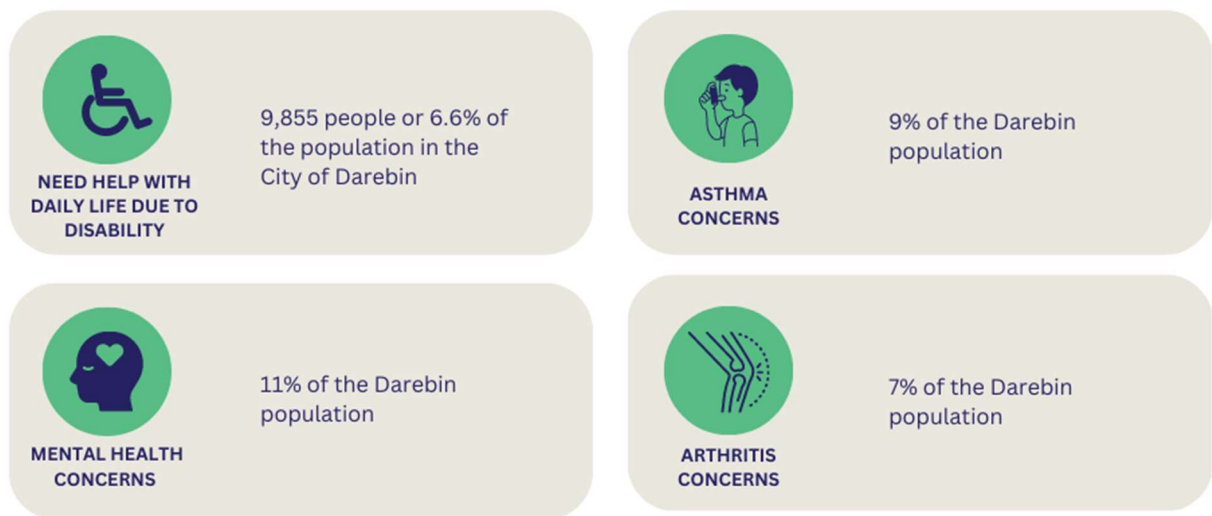 NEED HELP WITH
DAILY LIFE DUE TO
DISABILITY
9,855 people or 6.6% of
the population in the
City of Darebin
ASTHMA
CONCERNS
9% of the Darebin
population
MENTAL HEALTH
CONCERNS
11% of the Darebin
population
ARTHRITIS
CONCERNS
7% of the Darebin
population